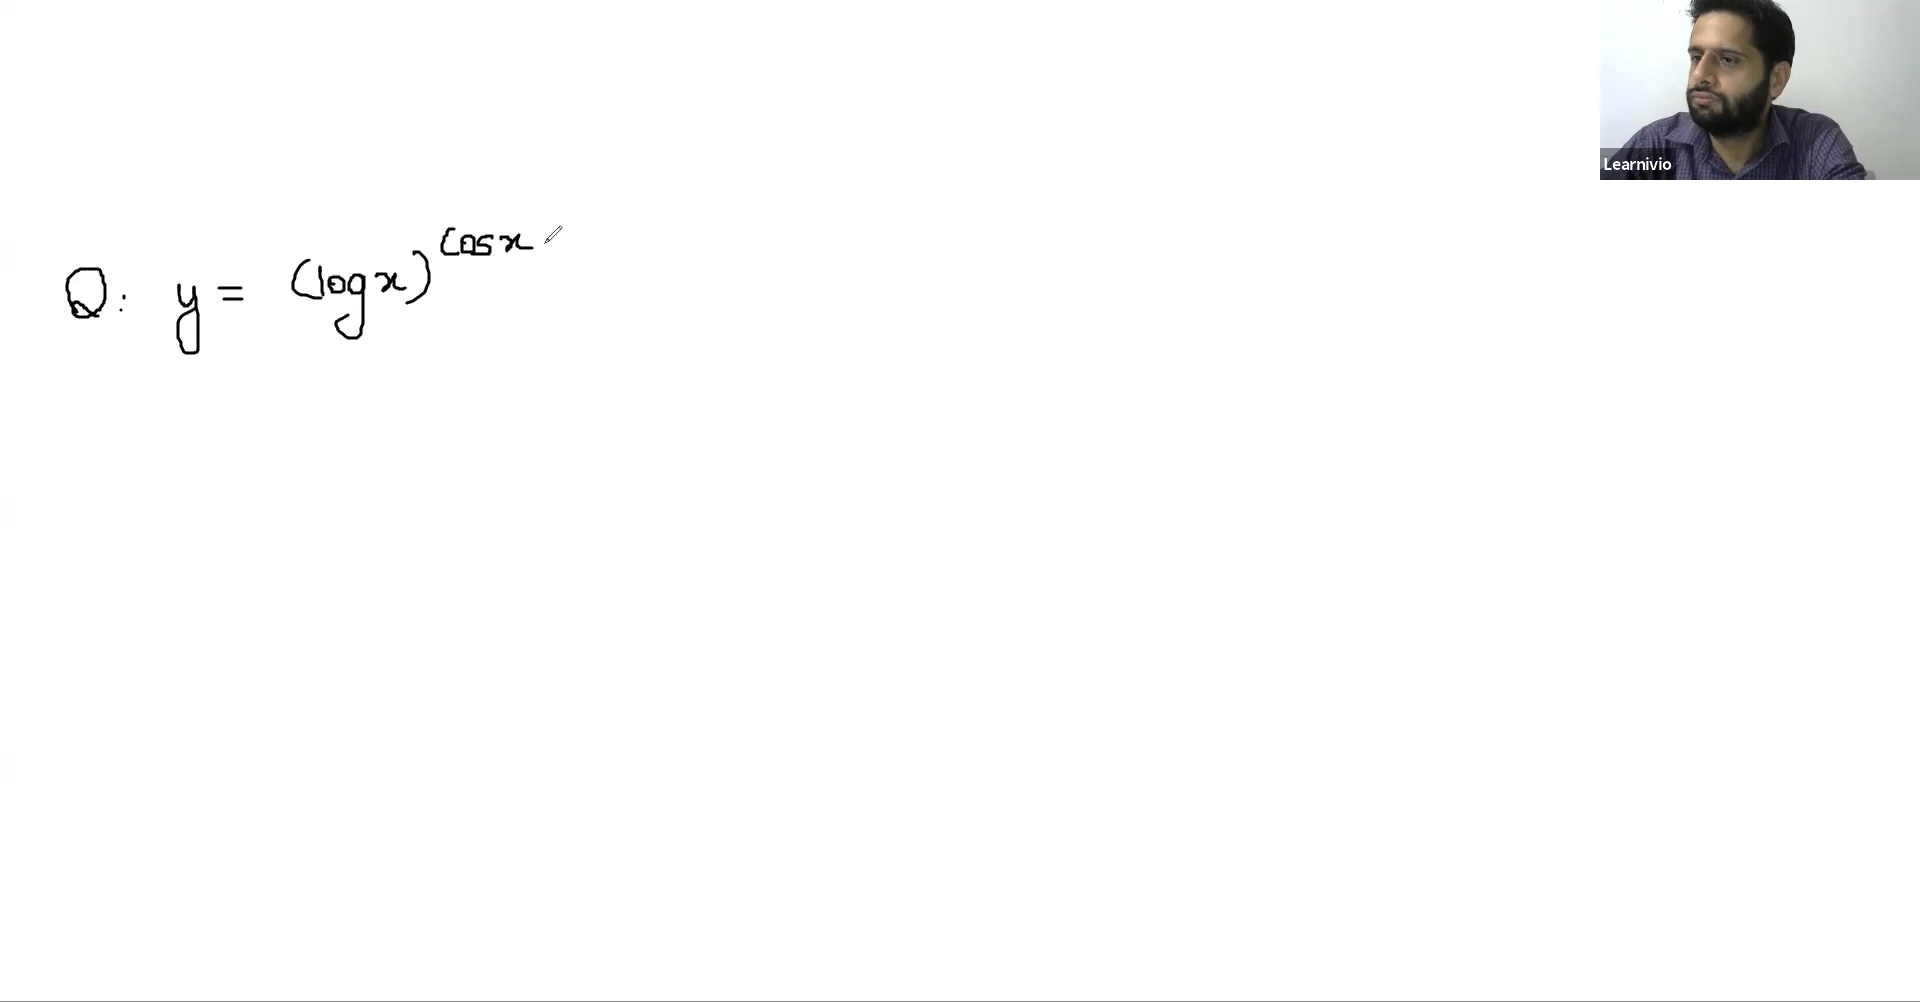 Learnivio
Q: y = (log x)^cos x